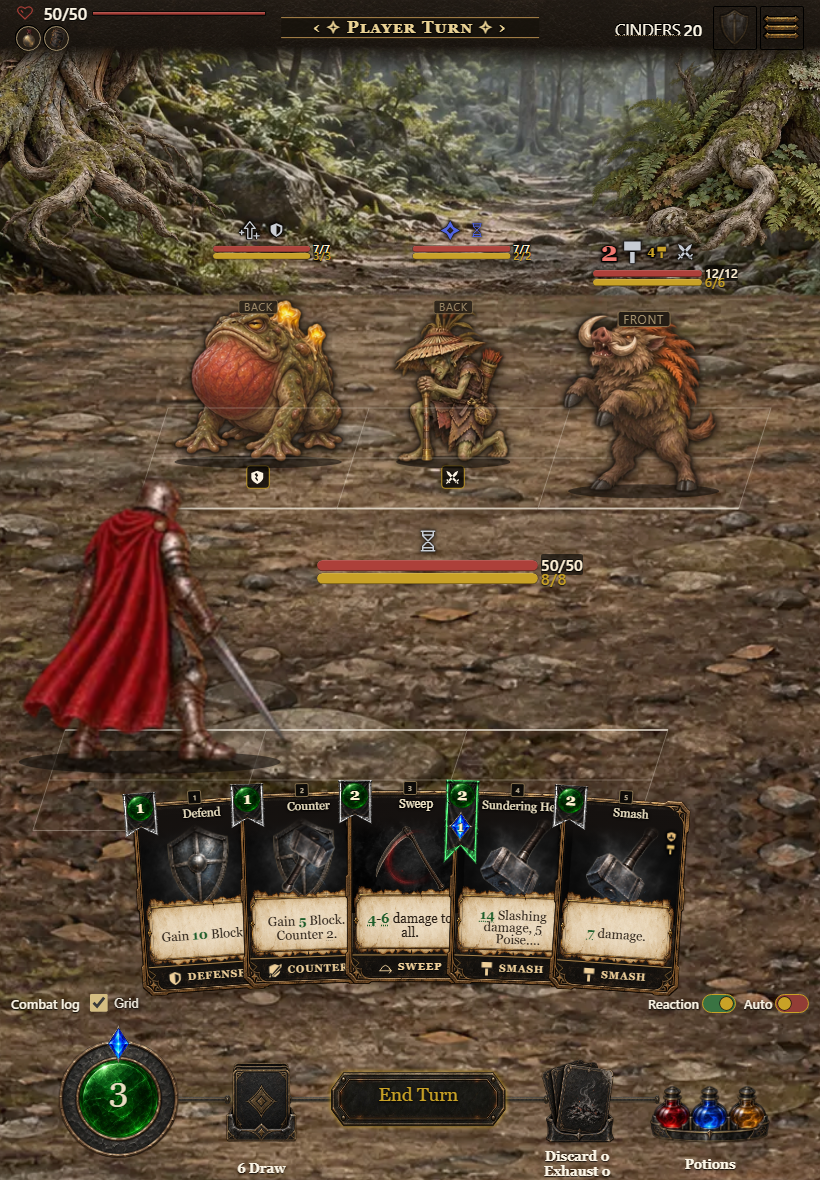 50/50
‹ ✧ PLAYER TURN ✧ ›
CINDERS 20
7/7
7/7
2/2
2
4
12/12
6/6
BACK
BACK
FRONT
50/50
8/8
1
1
Defend
Gain 10 Block
DEFENSE
1
2
Counter
Gain 5 Block.
Counter 2.
COUNTER
2
3
Sweep
4-6 damage to
all.
SWEEP
2
1
4
Sundering He
14 Slashing
damage, 5
Poise....
SMASH
2
5
Smash
7 damage.
SMASH
Combat log
Grid
Reaction
Auto
3
6 Draw
End Turn
Discard 0
Exhaust 0
Potions